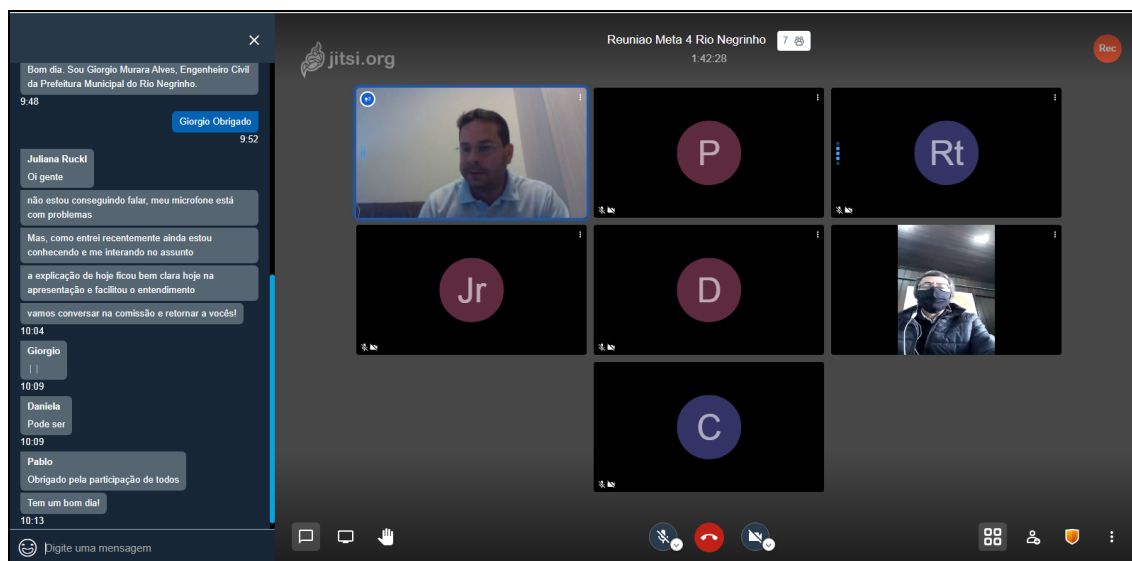 Bom dia. Sou Giorgio Murara Alves, Engenheiro Civil
da Prefeitura Municipal do Rio Negrinho.
9:48
Giorgio Obrigado
9:52
Juliana Ruckl
Oi gente
não estou conseguindo falar, meu microfone está
com problemas
Mas, como entrei recentemente ainda estou
conhecendo e me interando no assunto
a explicação de hoje ficou bem clara hoje na
apresentação e facilitou o entendimento
vamos conversar na comissão e retornar a vocês!
10:04
Giorgio
| |
10:09
Daniela
Pode ser
10:09
Pablo
Obrigado pela participação de todos
Tem um bom dia!
10:13
Digite uma mensagem
jitsi.org
Reuniao Meta 4 Rio Negrinho 7
1:42:28
Rec
P
Rt
Jr
D
C